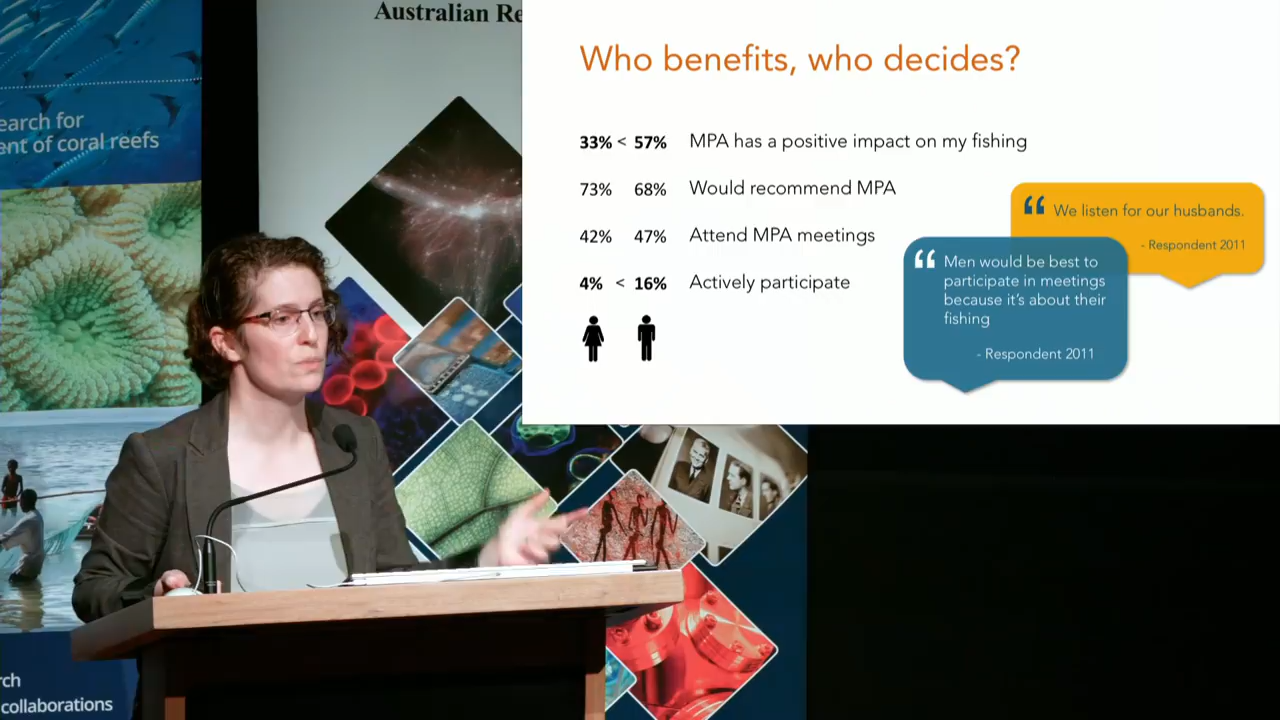 Australian Re
earch for
ent of coral reefs
rch
collaborations
Who benefits, who decides?
33% < 57% MPA has a positive impact on my fishing
73% 68% Would recommend MPA
42% 47% Attend MPA meetings
4% < 16% Actively participate
“ We listen for our husbands.
- Respondent 2011
“ Men would be best to
participate in meetings
because it's about their
fishing
- Respondent 2011